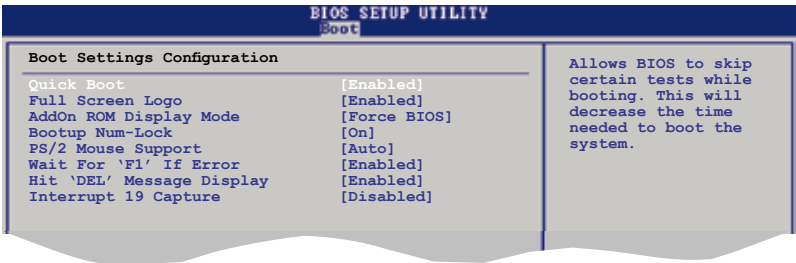 BIOS SETUP UTILITY
Boot
Boot Settings Configuration
Quick Boot [Enabled]
Full Screen Logo [Enabled]
AddOn ROM Display Mode [Force BIOS]
Bootup Num-Lock [On]
PS/2 Mouse Support [Auto]
Wait For ‘F1’ If Error [Enabled]
Hit ‘DEL’ Message Display [Enabled]
Interrupt 19 Capture [Disabled]
Allows BIOS to skip
certain tests while
booting. This will
decrease the time
needed to boot the
system.